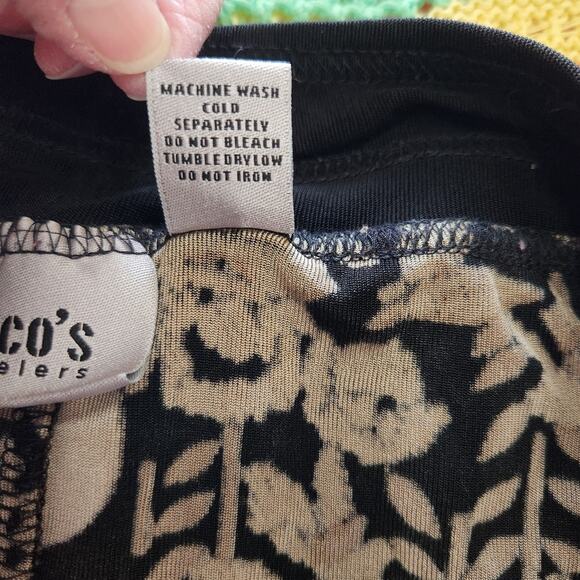 MACHINE WASH
COLD
SEPARATELY
DO NOT BLEACH
TUMBLE DRY LOW
DO NOT IRON
CO'S
elers